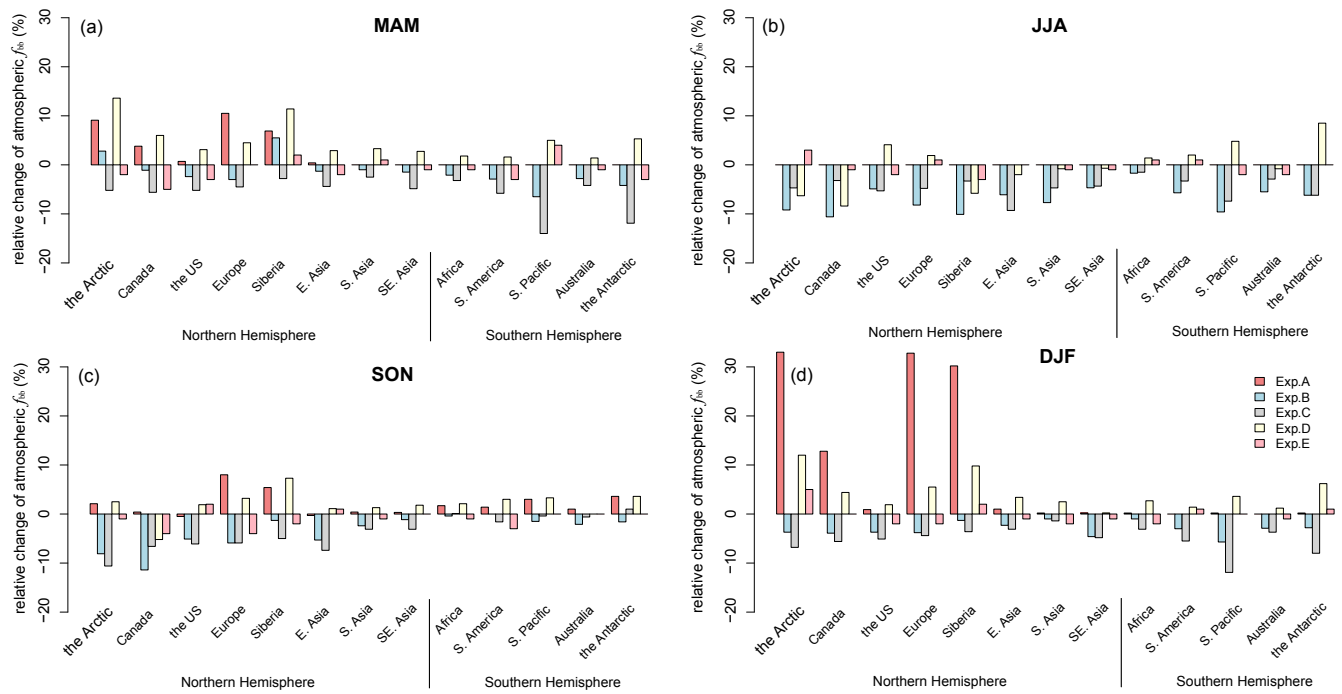 (a)
MAM
relative change of atmospheric fbb (%)
30
20
10
0
−10
−20
the Arctic
Canada
the US
Europe
Siberia
E. Asia
S. Asia
SE. Asia
Africa
S. America
S. Pacific
Australia
the Antarctic
Northern Hemisphere
Southern Hemisphere
(b)
JJA
relative change of atmospheric fbb (%)
30
20
10
0
−10
−20
the Arctic
Canada
the US
Europe
Siberia
E. Asia
S. Asia
SE. Asia
Africa
S. America
S. Pacific
Australia
the Antarctic
Northern Hemisphere
Southern Hemisphere
(c)
SON
relative change of atmospheric fbb (%)
30
20
10
0
−10
−20
the Arctic
Canada
the US
Europe
Siberia
E. Asia
S. Asia
SE. Asia
Africa
S. America
S. Pacific
Australia
the Antarctic
Northern Hemisphere
Southern Hemisphere
(d)
DJF
relative change of atmospheric fbb (%)
30
20
10
0
−10
−20
Exp.A
Exp.B
Exp.C
Exp.D
Exp.E
the Arctic
Canada
the US
Europe
Siberia
E. Asia
S. Asia
SE. Asia
Africa
S. America
S. Pacific
Australia
the Antarctic
Northern Hemisphere
Southern Hemisphere